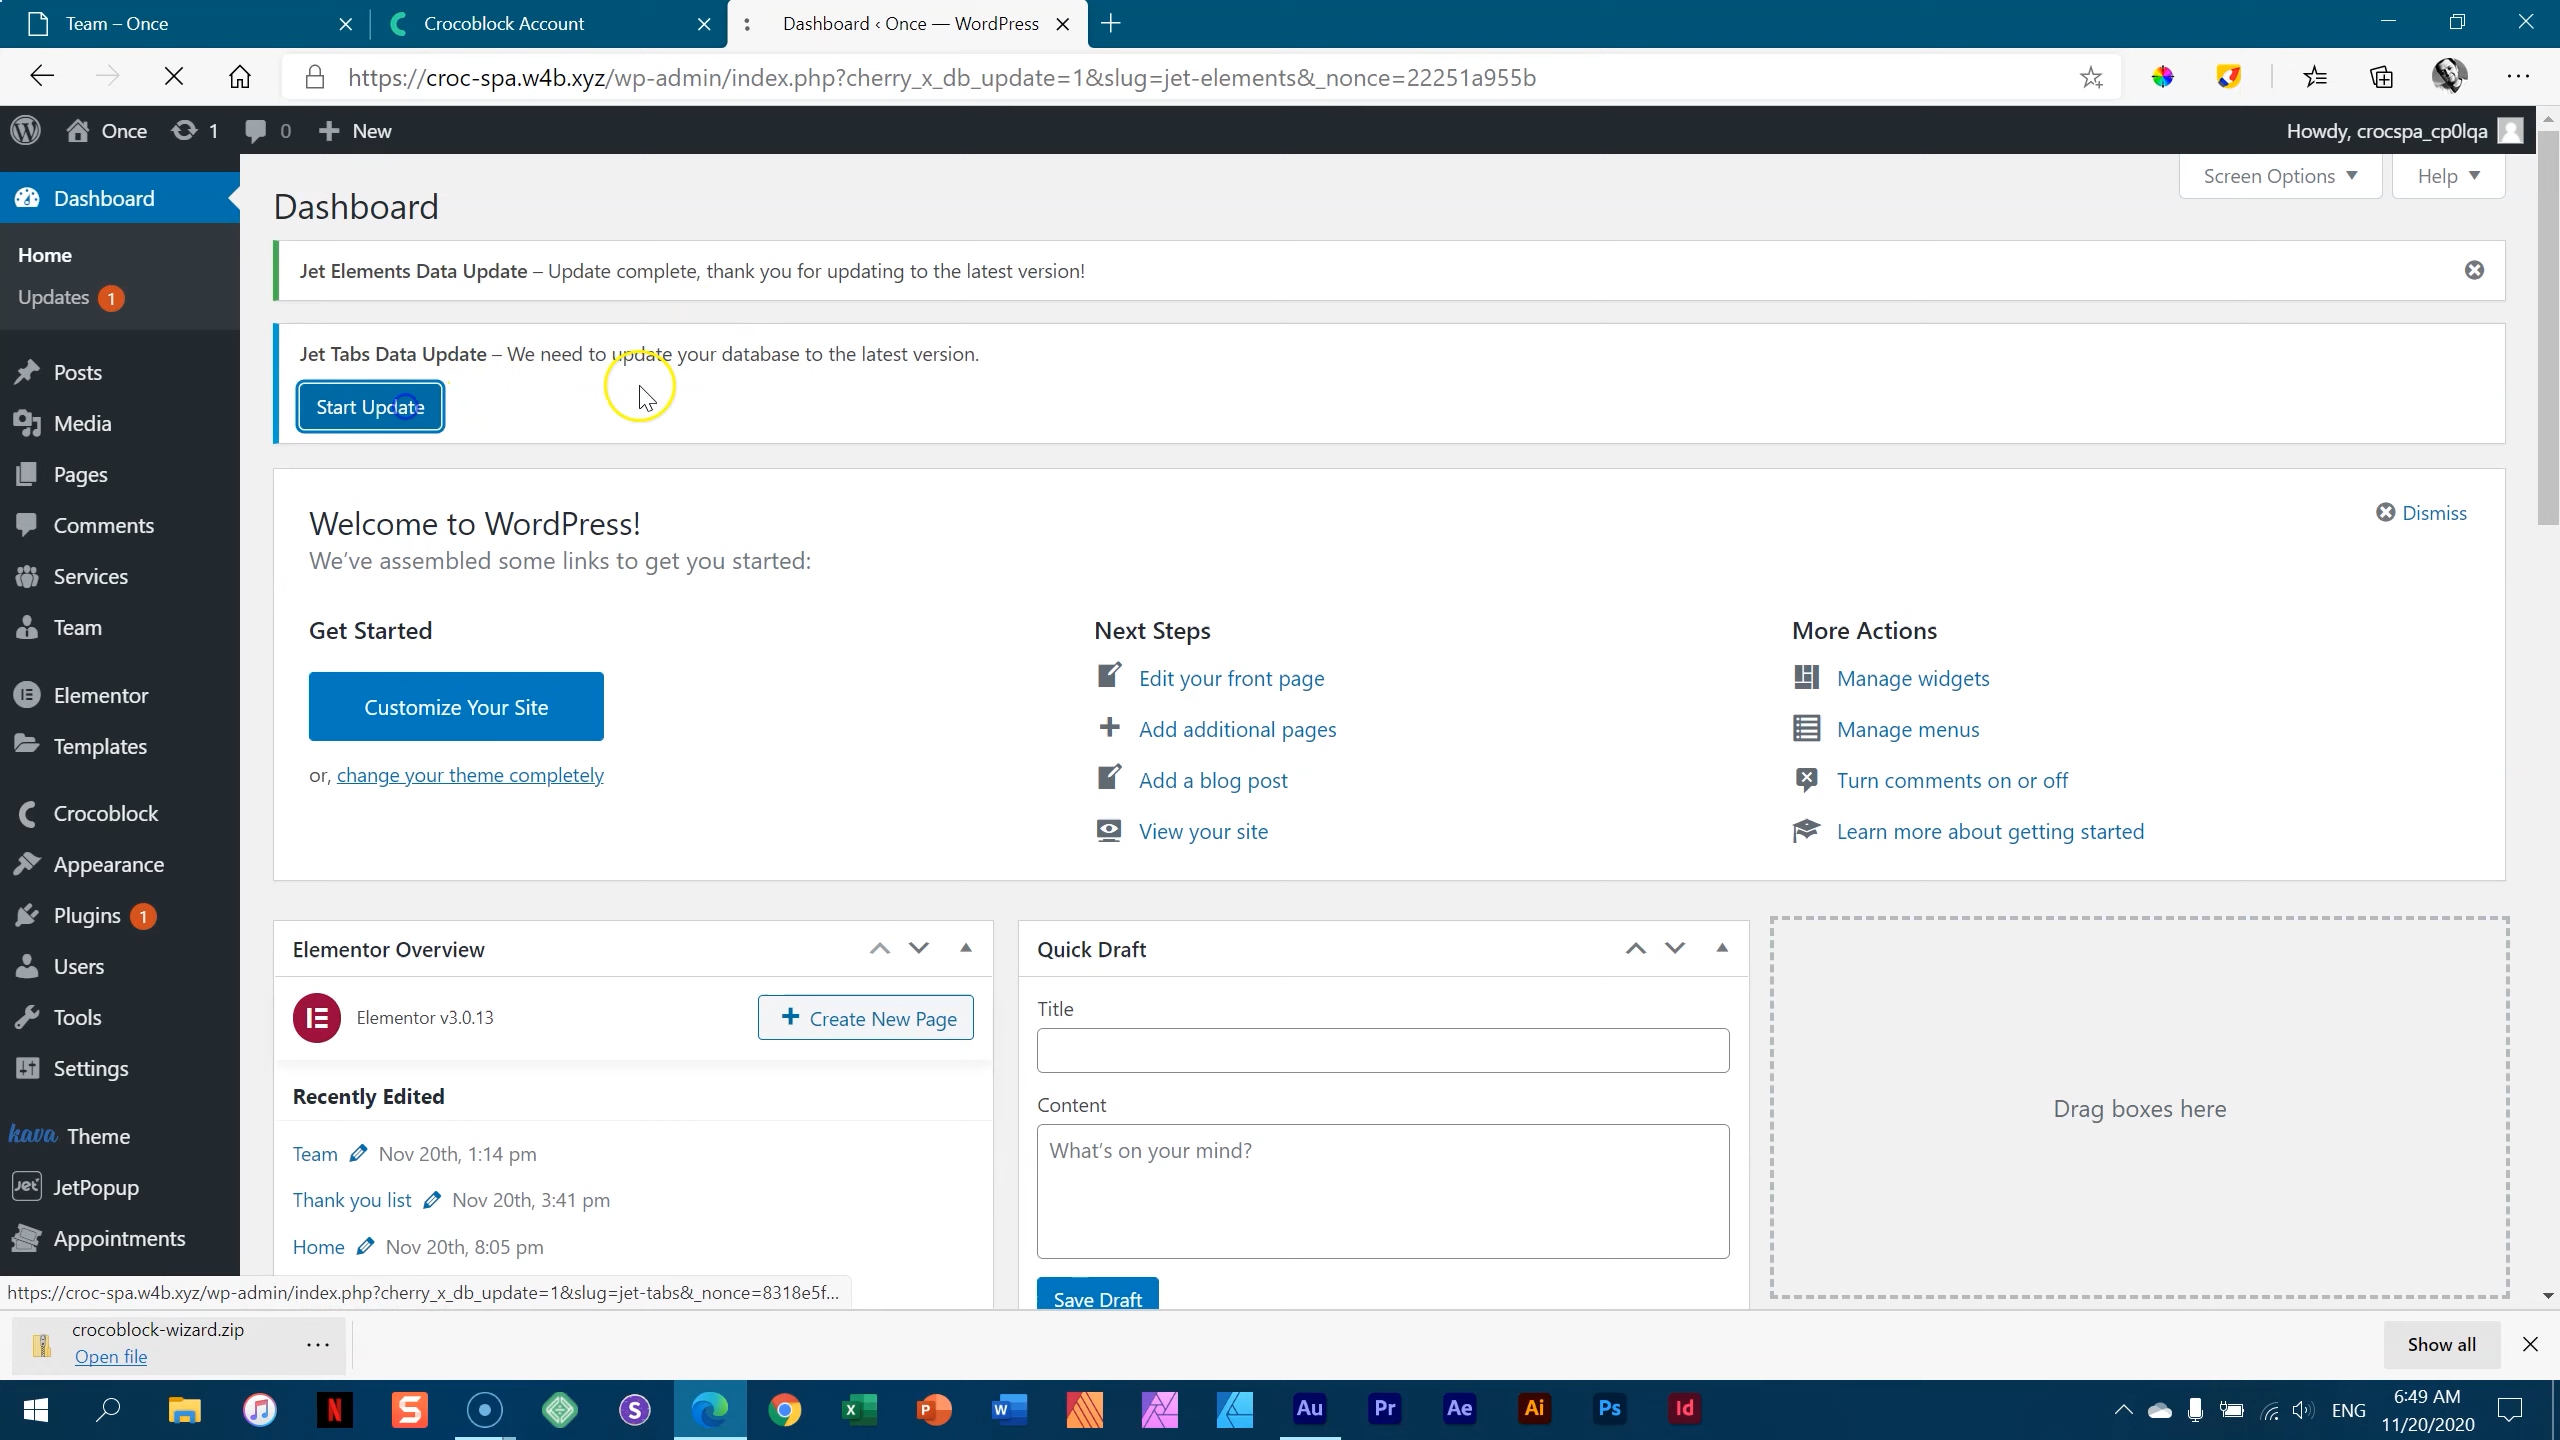 Team – Once
Crocoblock Account
Dashboard ‹ Once — WordPress
https://croc-spa.w4b.xyz/wp-admin/index.php?cherry_x_db_update=1&slug=jet-elements&_nonce=22251a955b
Once
1
0
New
Howdy, crocspa_cp0lqa
Dashboard
Home
Updates 1
Posts
Media
Pages
Comments
Services
Team
Elementor
Templates
Crocoblock
Appearance
Plugins 1
Users
Tools
Settings
kava Theme
Jet JetPopup
Appointments
Screen Options
Help
Dashboard
Jet Elements Data Update – Update complete, thank you for updating to the latest version!
Jet Tabs Data Update – We need to update your database to the latest version.
Start Update
Welcome to WordPress!
Dismiss
We've assembled some links to get you started:
Get Started
Customize Your Site
or, change your theme completely
Next Steps
Edit your front page
Add additional pages
Add a blog post
View your site
More Actions
Manage widgets
Manage menus
Turn comments on or off
Learn more about getting started
Elementor Overview
Elementor v3.0.13
Create New Page
Recently Edited
Team Nov 20th, 1:14 pm
Thank you list Nov 20th, 3:41 pm
Home Nov 20th, 8:05 pm
Quick Draft
Title
Content
What's on your mind?
Save Draft
Drag boxes here
https://croc-spa.w4b.xyz/wp-admin/index.php?cherry_x_db_update=1&slug=jet-tabs&_nonce=8318e5f...
crocoblock-wizard.zip
Open file
Show all
N
S
S
X
P
W
Au
Pr
Ae
Ai
Ps
Id
ENG
6:49 AM
11/20/2020